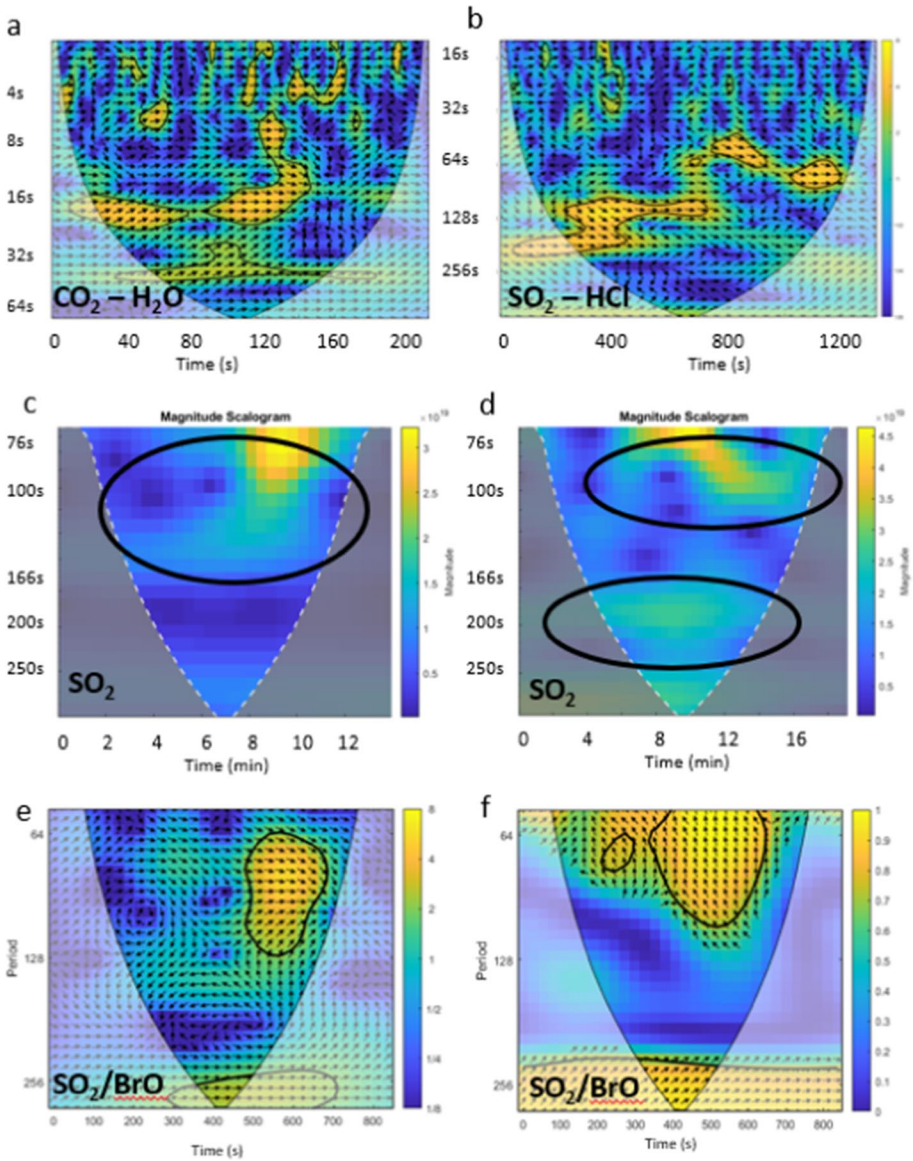 a
4s
8s
16s
32s
64s
CO₂ – H₂O
0 40 80 120 160 200
Time (s)
b
16s
32s
64s
128s
256s
SO₂ – HCl
0 400 800 1200
Time (s)
c
Magnitude Scalogram
76s
100s
166s
200s
250s
SO₂
0 2 4 6 8 10 12
Time (min)
3
2.5
2
1.5
1
0.5
Magnitude
d
Magnitude Scalogram
76s
100s
166s
200s
250s
SO₂
0 4 8 12 16
Time (min)
4.5
4
3.5
3
2.5
2
1.5
1
0.5
Magnitude
e
64
128
256
Period
SO₂/BrO
0 100 200 300 400 500 600 700 800
Time (s)
8
4
2
1
1/2
1/4
1/8
f
64
128
256
Period
SO₂/BrO
0 100 200 300 400 500 600 700 800
Time (s)
1
0.9
0.8
0.7
0.6
0.5
0.4
0.3
0.2
0.1
0